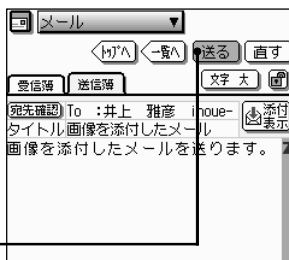 メール ▼
トップへ 一覧へ 送る 直す
受信簿 送信簿 文字 大
宛先確認 To :井上 雅彦 inoue-
添付表示
タイトル 画像を添付したメール
画像を添付したメールを送ります。